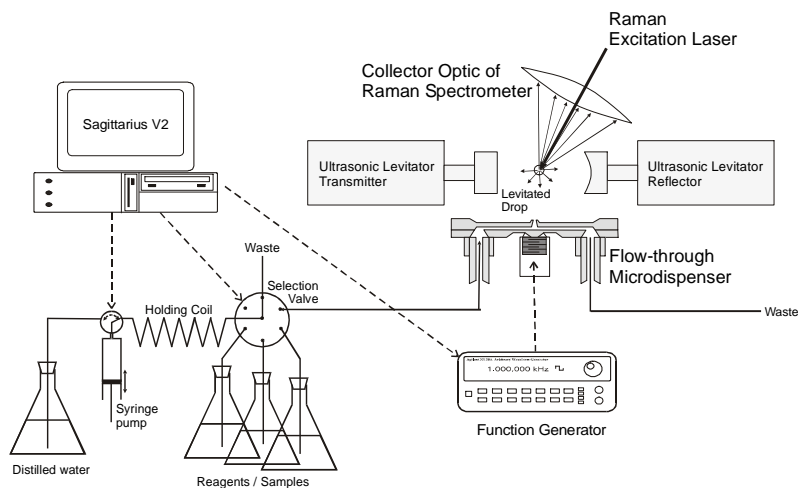 Raman
Excitation Laser
Collector Optic of
Raman Spectrometer
Sagittarius V2
Ultrasonic Levitator
Transmitter
Ultrasonic Levitator
Reflector
Levitated
Drop
Flow-through
Microdispenser
Waste
Selection
Valve
Holding Coil
Waste
1.000,000 kHz
Syringe
pump
Function Generator
Distilled water
Reagents / Samples